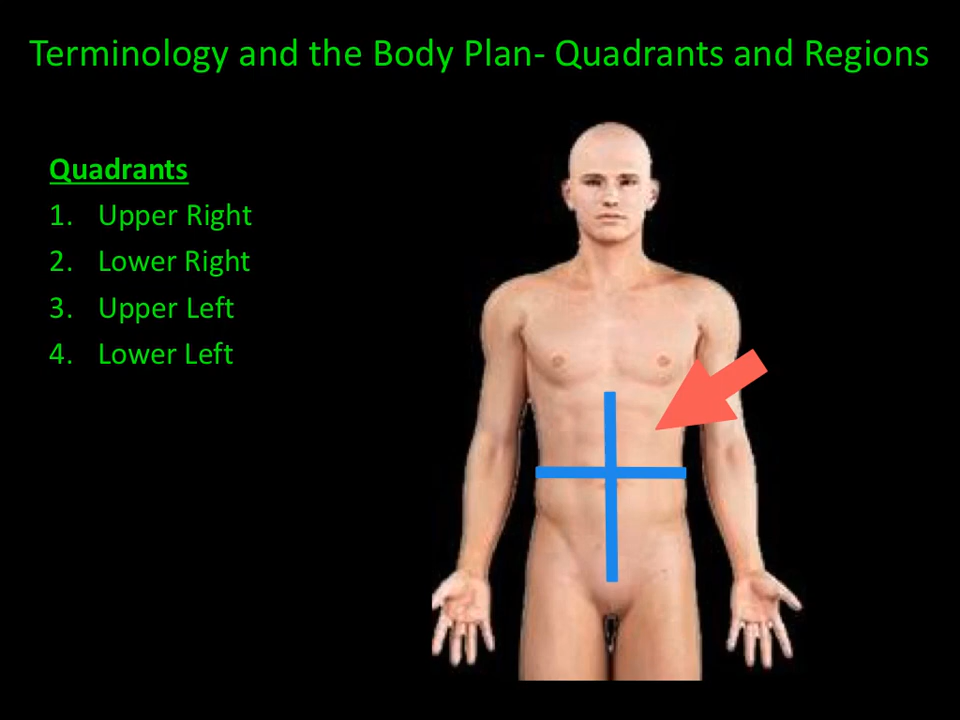 Terminology and the Body Plan- Quadrants and Regions
Quadrants
1. Upper Right
2. Lower Right
3. Upper Left
4. Lower Left